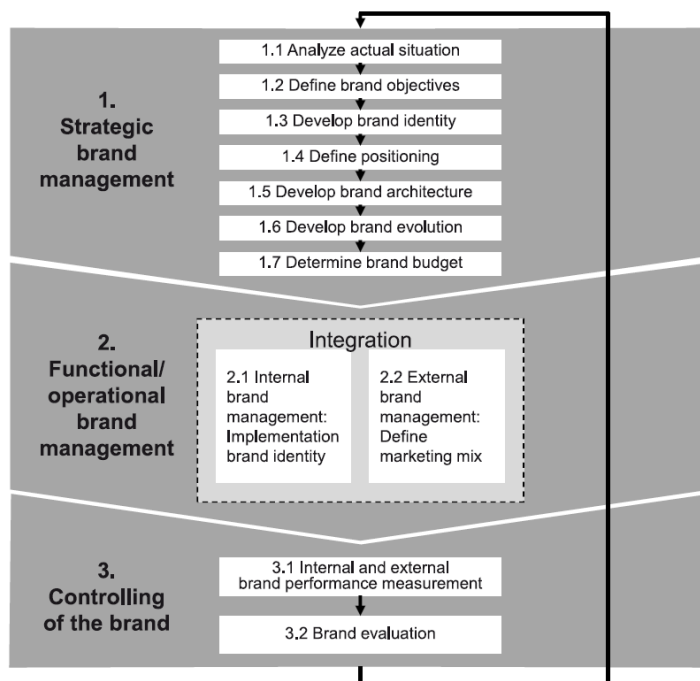 1.
Strategic
brand
management
1.1 Analyze actual situation
1.2 Define brand objectives
1.3 Develop brand identity
1.4 Define positioning
1.5 Develop brand architecture
1.6 Develop brand evolution
1.7 Determine brand budget
2.
Functional/
operational
brand
management
Integration
2.1 Internal
brand
management:
Implementation
brand identity
2.2 External
brand
management:
Define
marketing mix
3.
Controlling
of the brand
3.1 Internal and external
brand performance measurement
3.2 Brand evaluation